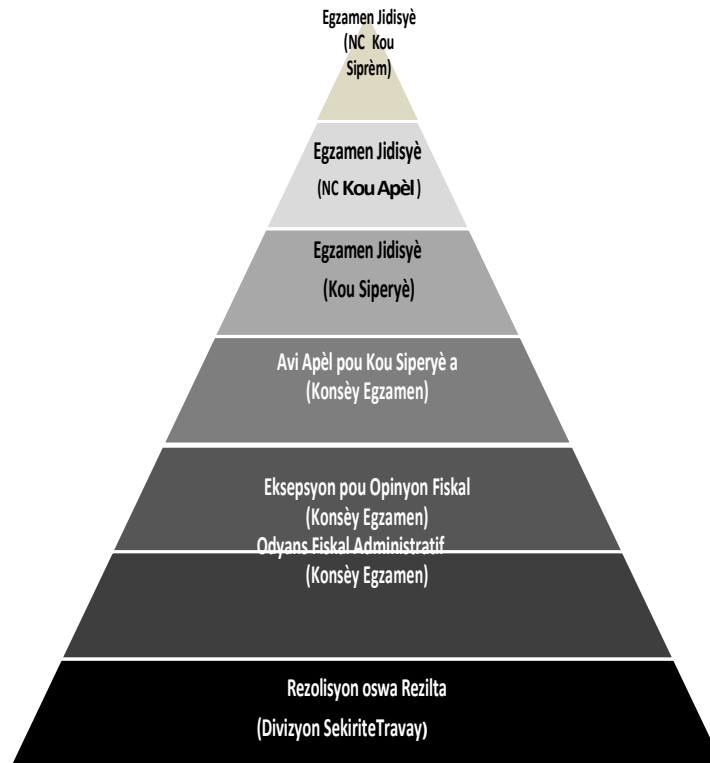 Egzamen Jidisyè
(NC Kou
Siprèm)
Egzamen Jidisyè
(NC Kou Apèl )
Egzamen Jidisyè
(Kou Siperyè)
Avi Apèl pou Kou Siperyè a
(Konsèy Egzamen)
Eksepsyon pou Opinyon Fiskal
(Konsèy Egzamen)
Odyans Fiskal Administratif
(Konsèy Egzamen)
Rezolisyon oswa Rezilta
(Divizyon SekiriteTravay)